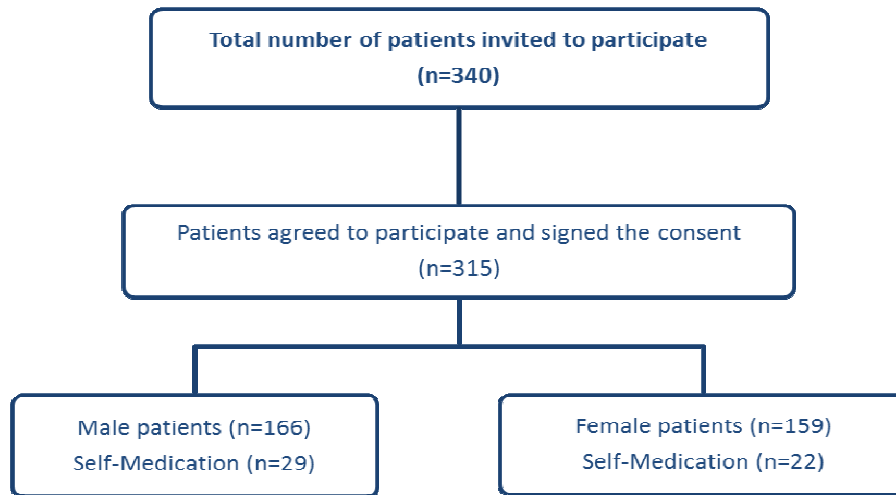 Total number of patients invited to participate
(n=340)
Patients agreed to participate and signed the consent
(n=315)
Male patients (n=166)
Self-Medication (n=29)
Female patients (n=159)
Self-Medication (n=22)